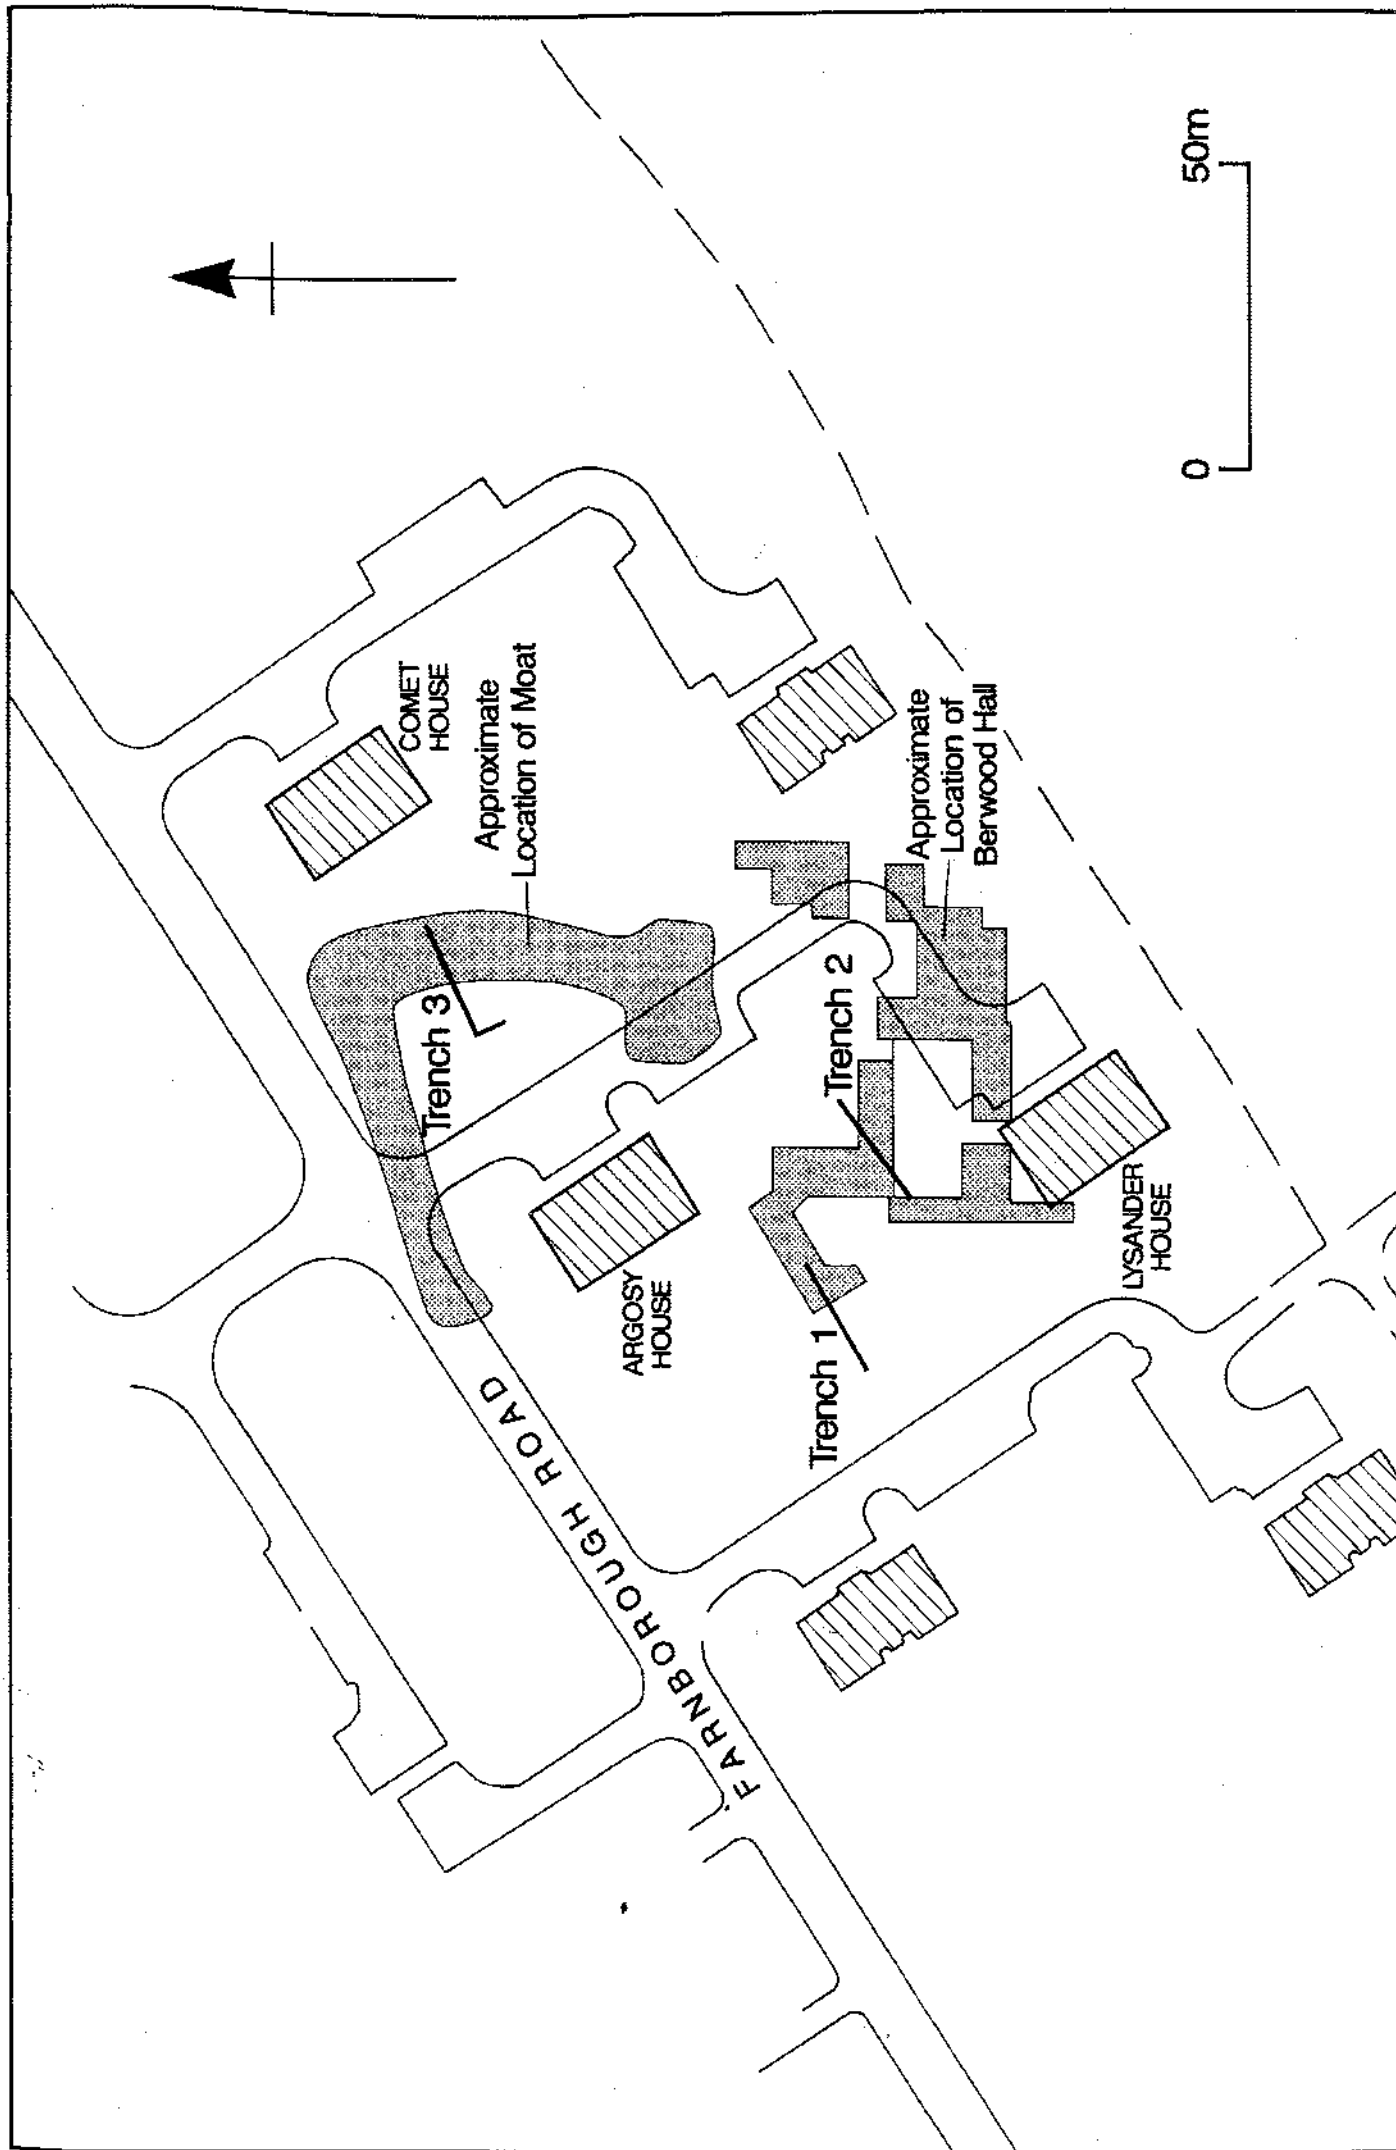 COMET
HOUSE
Approximate
Location of Moat
Trench 3
ARGOSY
HOUSE
FARNBOROUGH ROAD
Trench 1
Trench 2
Approximate
Location of
Berwood Hall
LYSANDER
HOUSE
0 50m